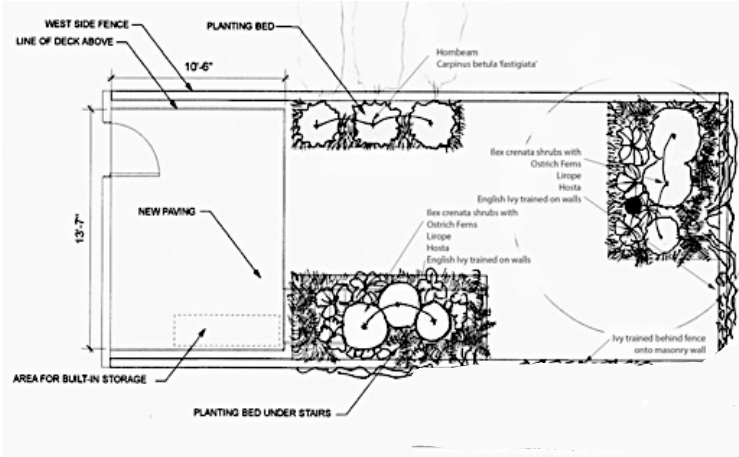 WEST SIDE FENCE
PLANTING BED
LINE OF DECK ABOVE
10'-6"
Hornbeam
Carpinus betula 'fastigiata'
Ilex crenata shrubs with
Ostrich Ferns
Lirope
Hosta
English Ivy trained on walls
NEW PAVING
13'-7"
Ilex crenata shrubs with
Ostrich Ferns
Lirope
Hosta
English Ivy trained on walls
Ivy trained behind fence
onto masonry wall
AREA FOR BUILT-IN STORAGE
PLANTING BED UNDER STAIRS